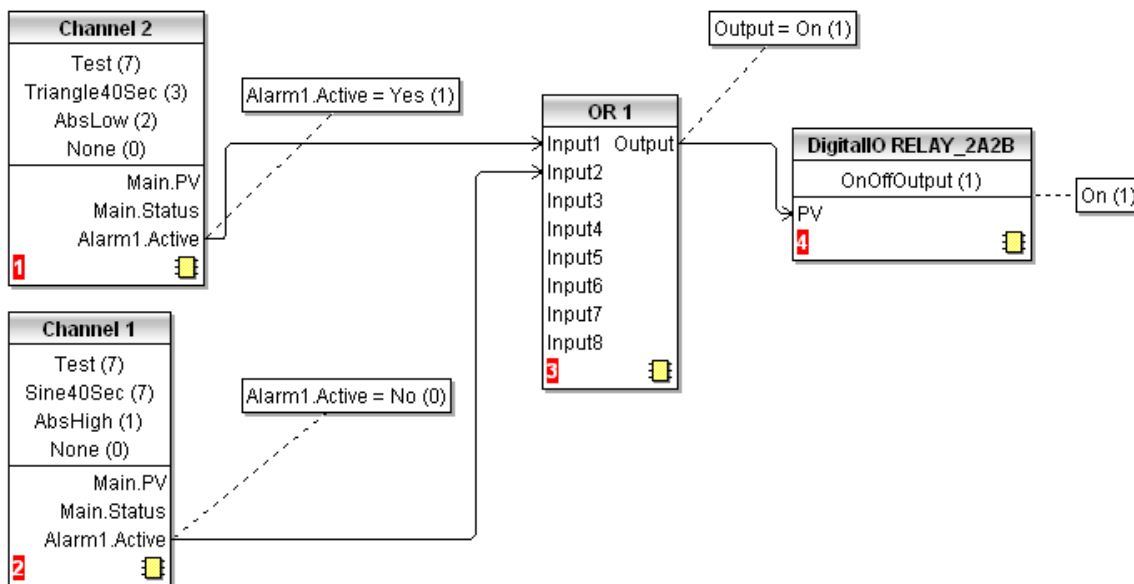 Channel 2
Test (7)
Triangle40Sec (3)
AbsLow (2)
None (0)
Main.PV
Main.Status
Alarm1.Active
1
Alarm1.Active = Yes (1)
Output = On (1)
OR 1
Input1 Output
Input2
Input3
Input4
Input5
Input6
Input7
Input8
3
DigitalIO RELAY_2A2B
OnOffOutput (1)
PV
4
On (1)
Channel 1
Test (7)
Sine40Sec (7)
AbsHigh (1)
None (0)
Main.PV
Main.Status
Alarm1.Active
2
Alarm1.Active = No (0)